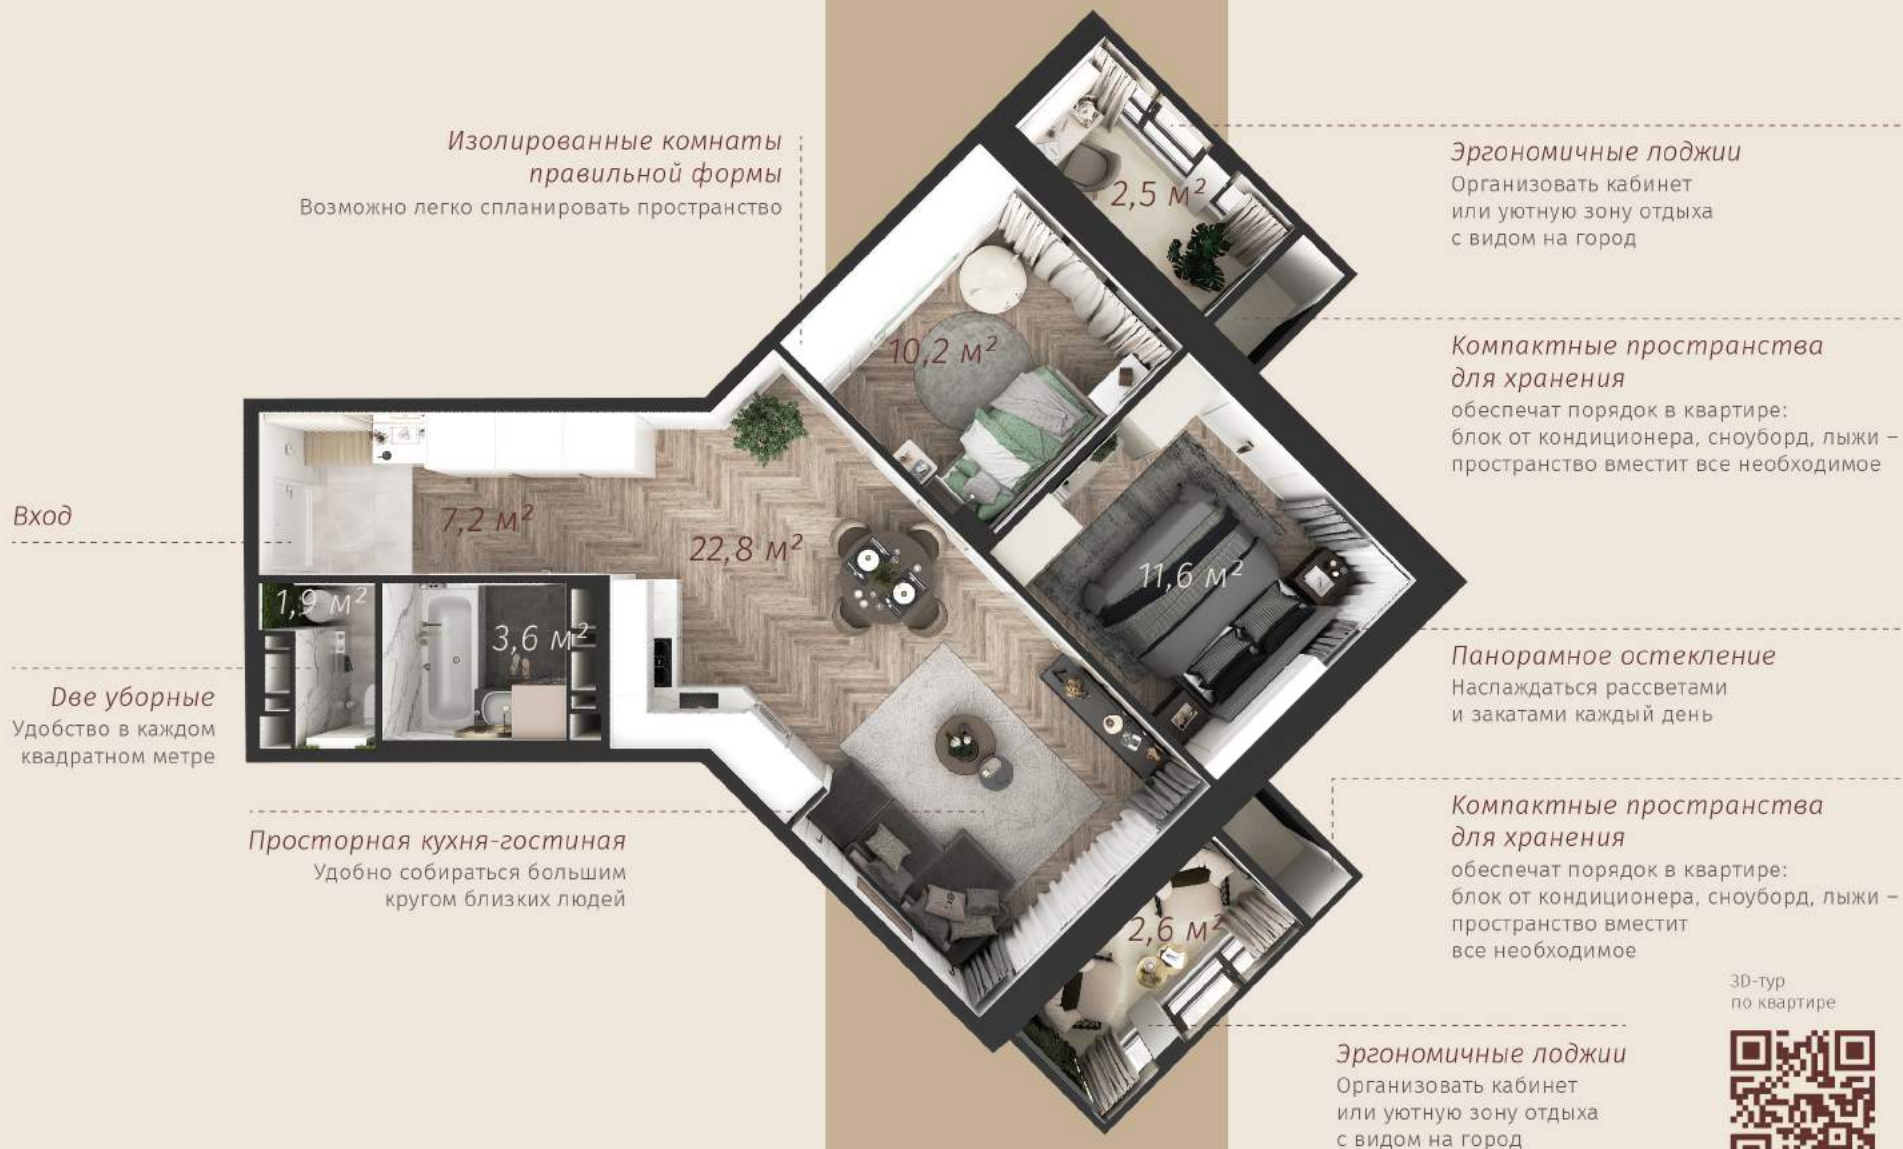 Изолированные комнаты
правильной формы
Возможно легко спланировать пространство
Вход
Две уборные
Удобство в каждом
квадратном метре
Просторная кухня-гостиная
Удобно собираться большим
кругом близких людей
2,5 м²
10,2 м²
7,2 м²
22,8 м²
11,6 м²
1,9 м²
3,6 м²
2,6 м²
Эргономичные лоджии
Организовать кабинет
или уютную зону отдыха
с видом на город
Компактные пространства
для хранения
обеспечат порядок в квартире:
блок от кондиционера, сноуборд, лыжи –
пространство вместит все необходимое
Панорамное остекление
Наслаждаться рассветами
и закатами каждый день
Компактные пространства
для хранения
обеспечат порядок в квартире:
блок от кондиционера, сноуборд, лыжи –
пространство вместит
все необходимое
Эргономичные лоджии
Организовать кабинет
или уютную зону отдыха
с видом на город
3D-тур
по квартире